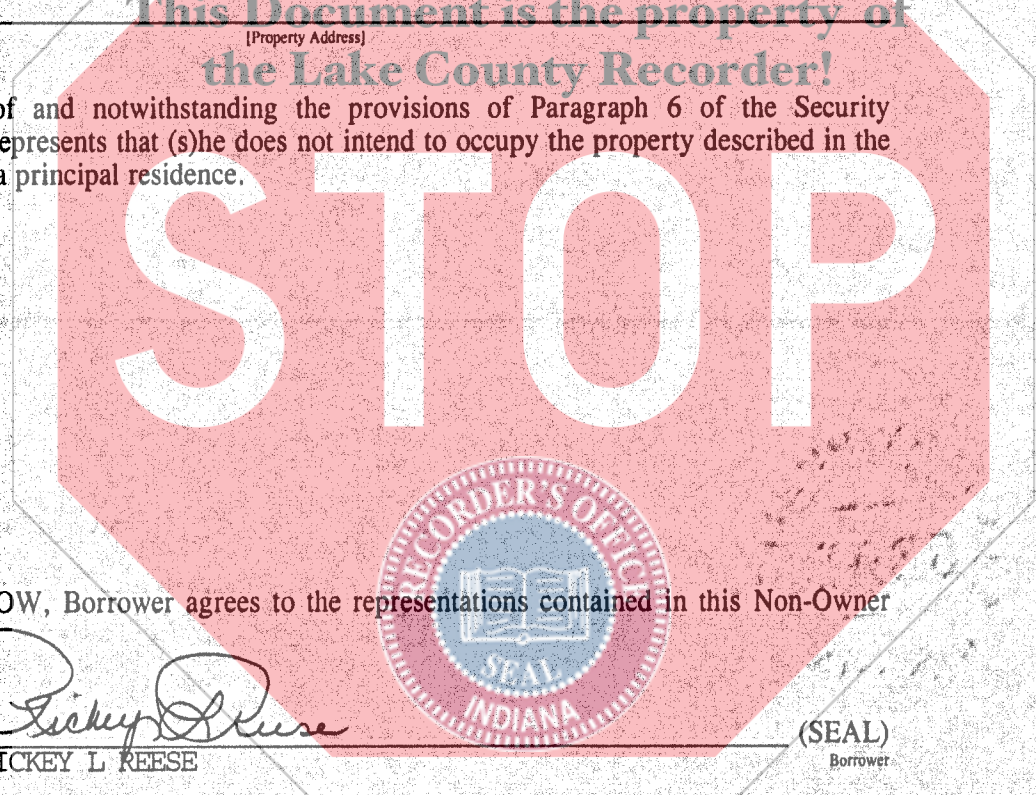 This Document is the property of
[Property Address]
the Lake County Recorder!
of and notwithstanding the provisions of Paragraph 6 of the Security
epresents that (s)he does not intend to occupy the property described in the
a principal residence.
STOP
RECORDER'S OFFICE
SEAL
INDIANA
OW, Borrower agrees to the representations contained in this Non-Owner
Rickey L Reese
(SEAL)
ICKEY L REESE
Borrower